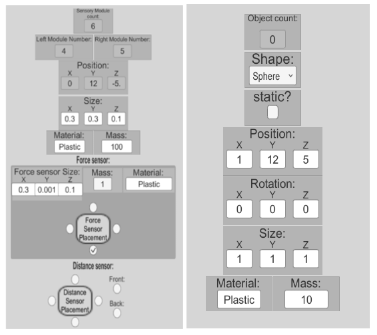 Sensory Module
count:
6
Left Module Number: Right Module Number:
4 5
Position:
X Y Z
0 12 -5.
Size:
X Y Z
0.3 0.3 0.1
Material: Mass:
Plastic 100
Force sensor:
Force sensor Size: Mass: Material:
X Y Z
0.3 0.001 0.1 1 Plastic
Force
Sensor
Placement
Distance sensor:
Front:
Distance
Sensor
Placement
Back:
Object count:
0
Shape:
Sphere
static?
Position:
X Y Z
1 12 5
Rotation:
X Y Z
0 0 0
Size:
X Y Z
1 1 1
Material: Mass:
Plastic 10